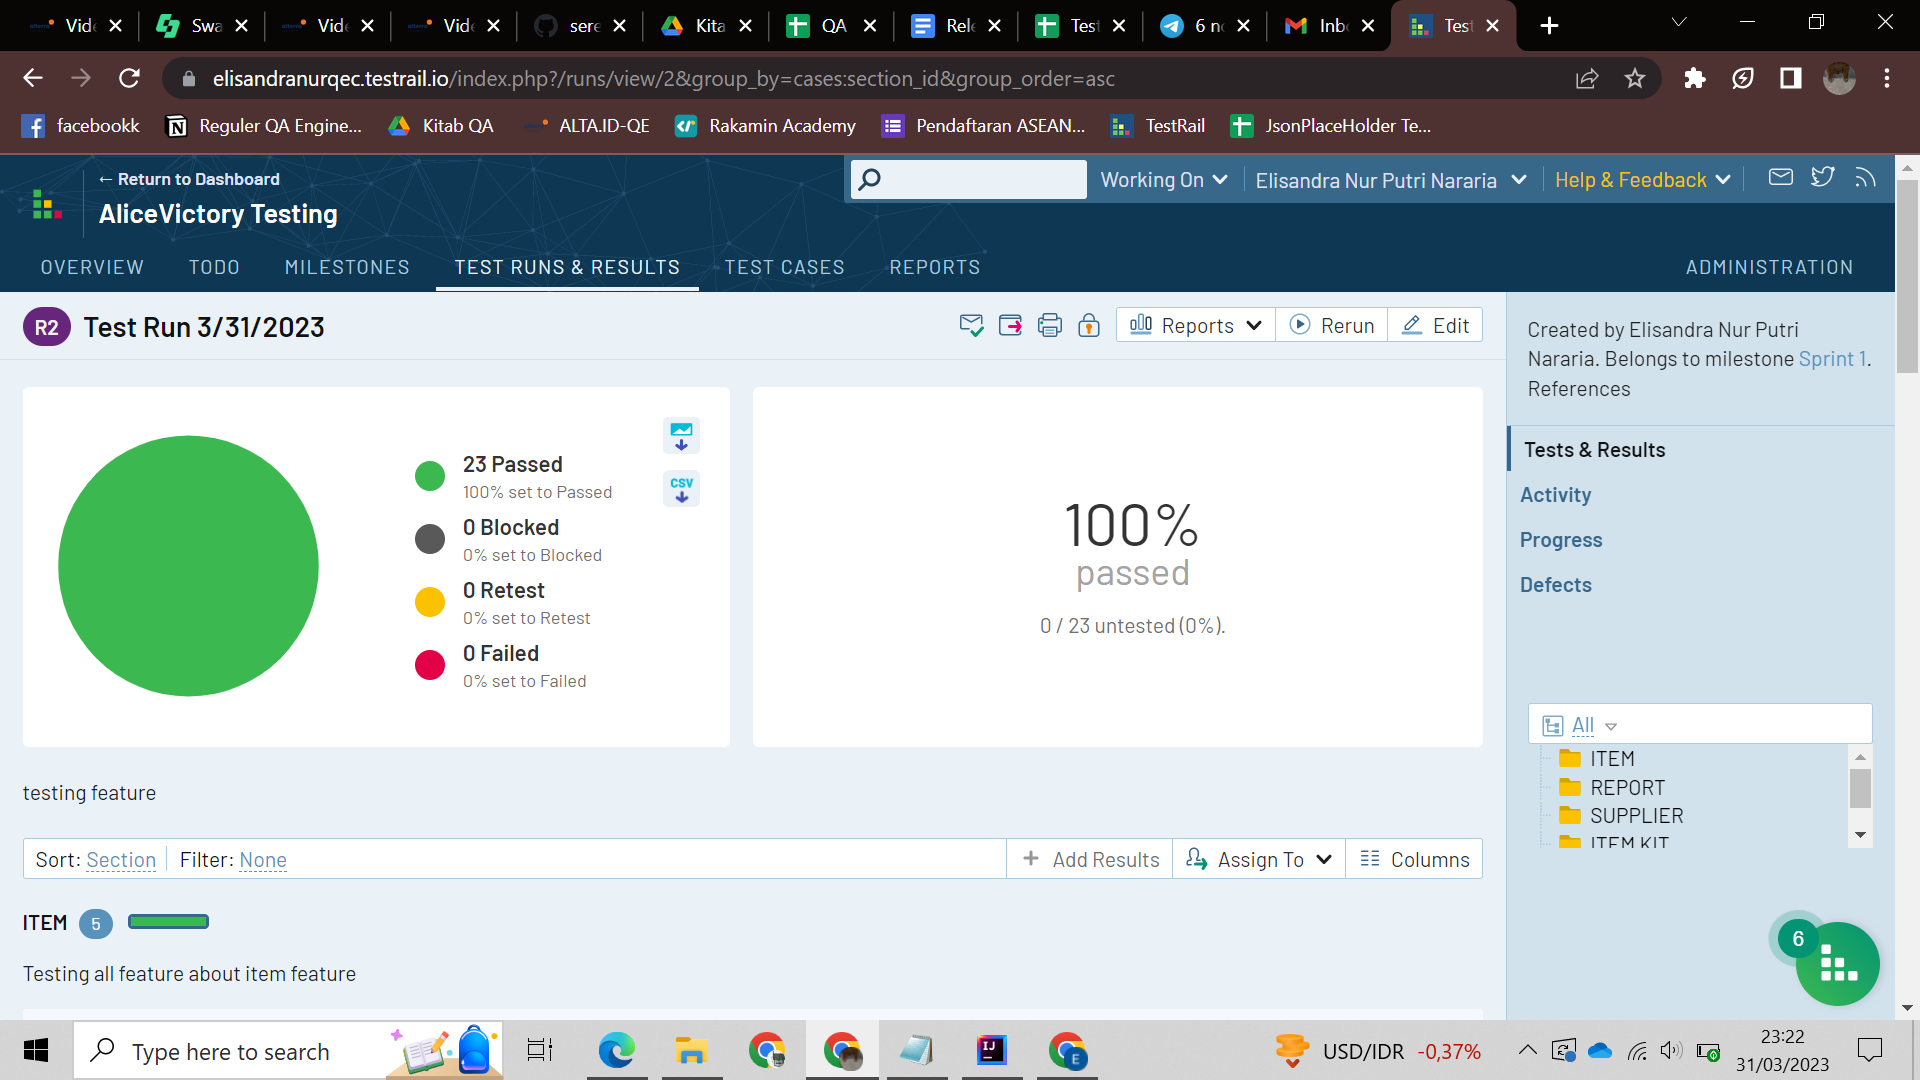 Vide
Swa
Vide
Vide
sere
Kita
QA
Rele
Test
6 no
Inbo
Test
elisandranurqec.testrail.io/index.php?/runs/view/2&group_by=cases:section_id&group_order=asc
facebookk
Reguler QA Engine...
Kitab QA
ALTA.ID-QE
Rakamin Academy
Pendaftaran ASEAN...
TestRail
JsonPlaceHolder Te...
← Return to Dashboard
AliceVictory Testing
Working On
Elisandra Nur Putri Nararia
Help & Feedback
OVERVIEW
TODO
MILESTONES
TEST RUNS & RESULTS
TEST CASES
REPORTS
ADMINISTRATION
R2
Test Run 3/31/2023
Reports
Rerun
Edit
23 Passed
100% set to Passed
0 Blocked
0% set to Blocked
0 Retest
0% set to Retest
0 Failed
0% set to Failed
CSV
100%
passed
0 / 23 untested (0%).
Created by Elisandra Nur Putri
Nararia. Belongs to milestone Sprint 1.
References
Tests & Results
Activity
Progress
Defects
All
ITEM
REPORT
SUPPLIER
ITEM KIT
testing feature
Sort: Section
Filter: None
+ Add Results
Assign To
Columns
ITEM 5
Testing all feature about item feature
6
Type here to search
IJ
E
USD/IDR -0,37%
23:22
31/03/2023